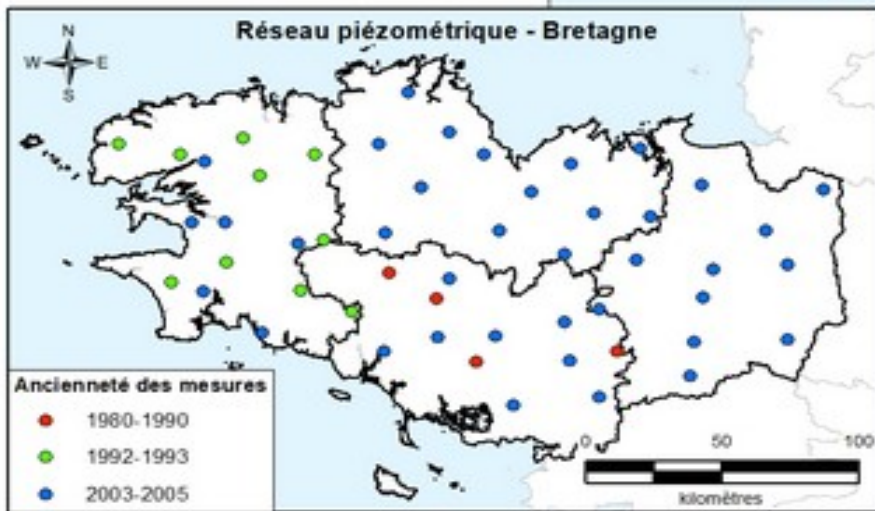 Réseau piézométrique - Bretagne
N
W E
S
Ancienneté des mesures
1980-1990
1992-1993
2003-2005
0 50 100
kilomètres